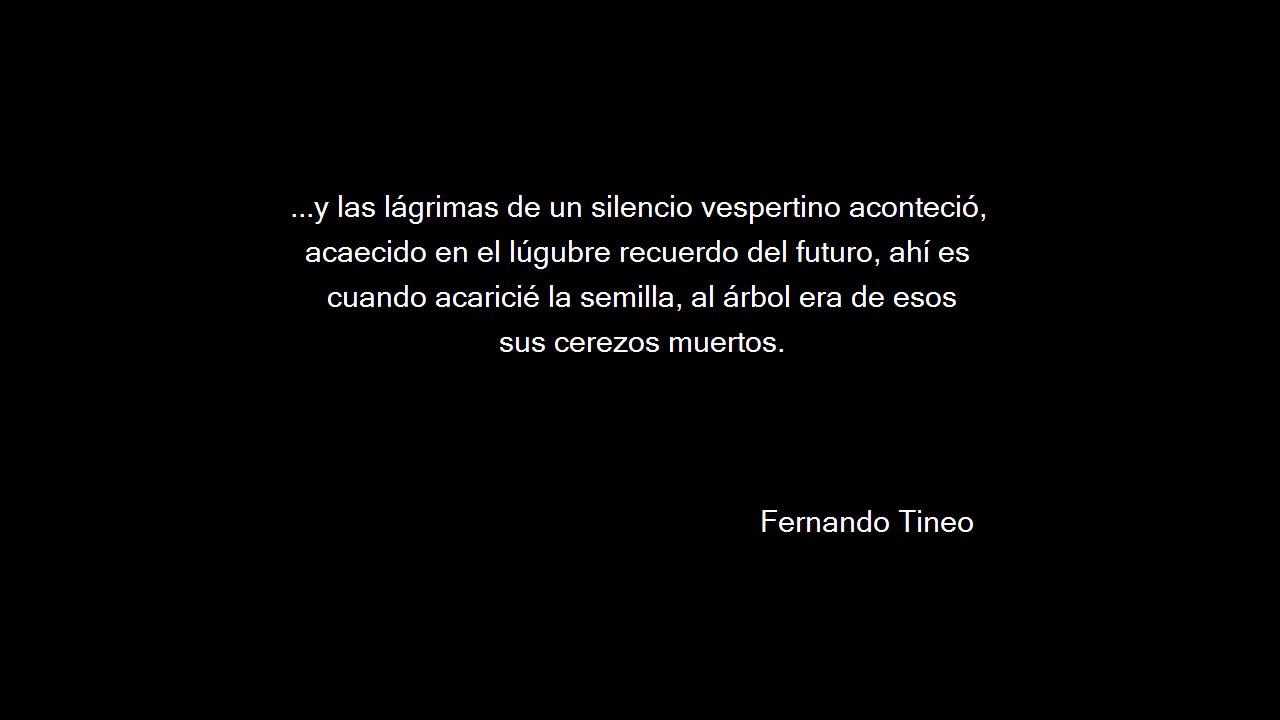 ...y las lágrimas de un silencio vespertino aconteció,
acaecido en el lúgubre recuerdo del futuro, ahí es
cuando acaricié la semilla, al árbol era de esos
sus cerezos muertos.
Fernando Tineo